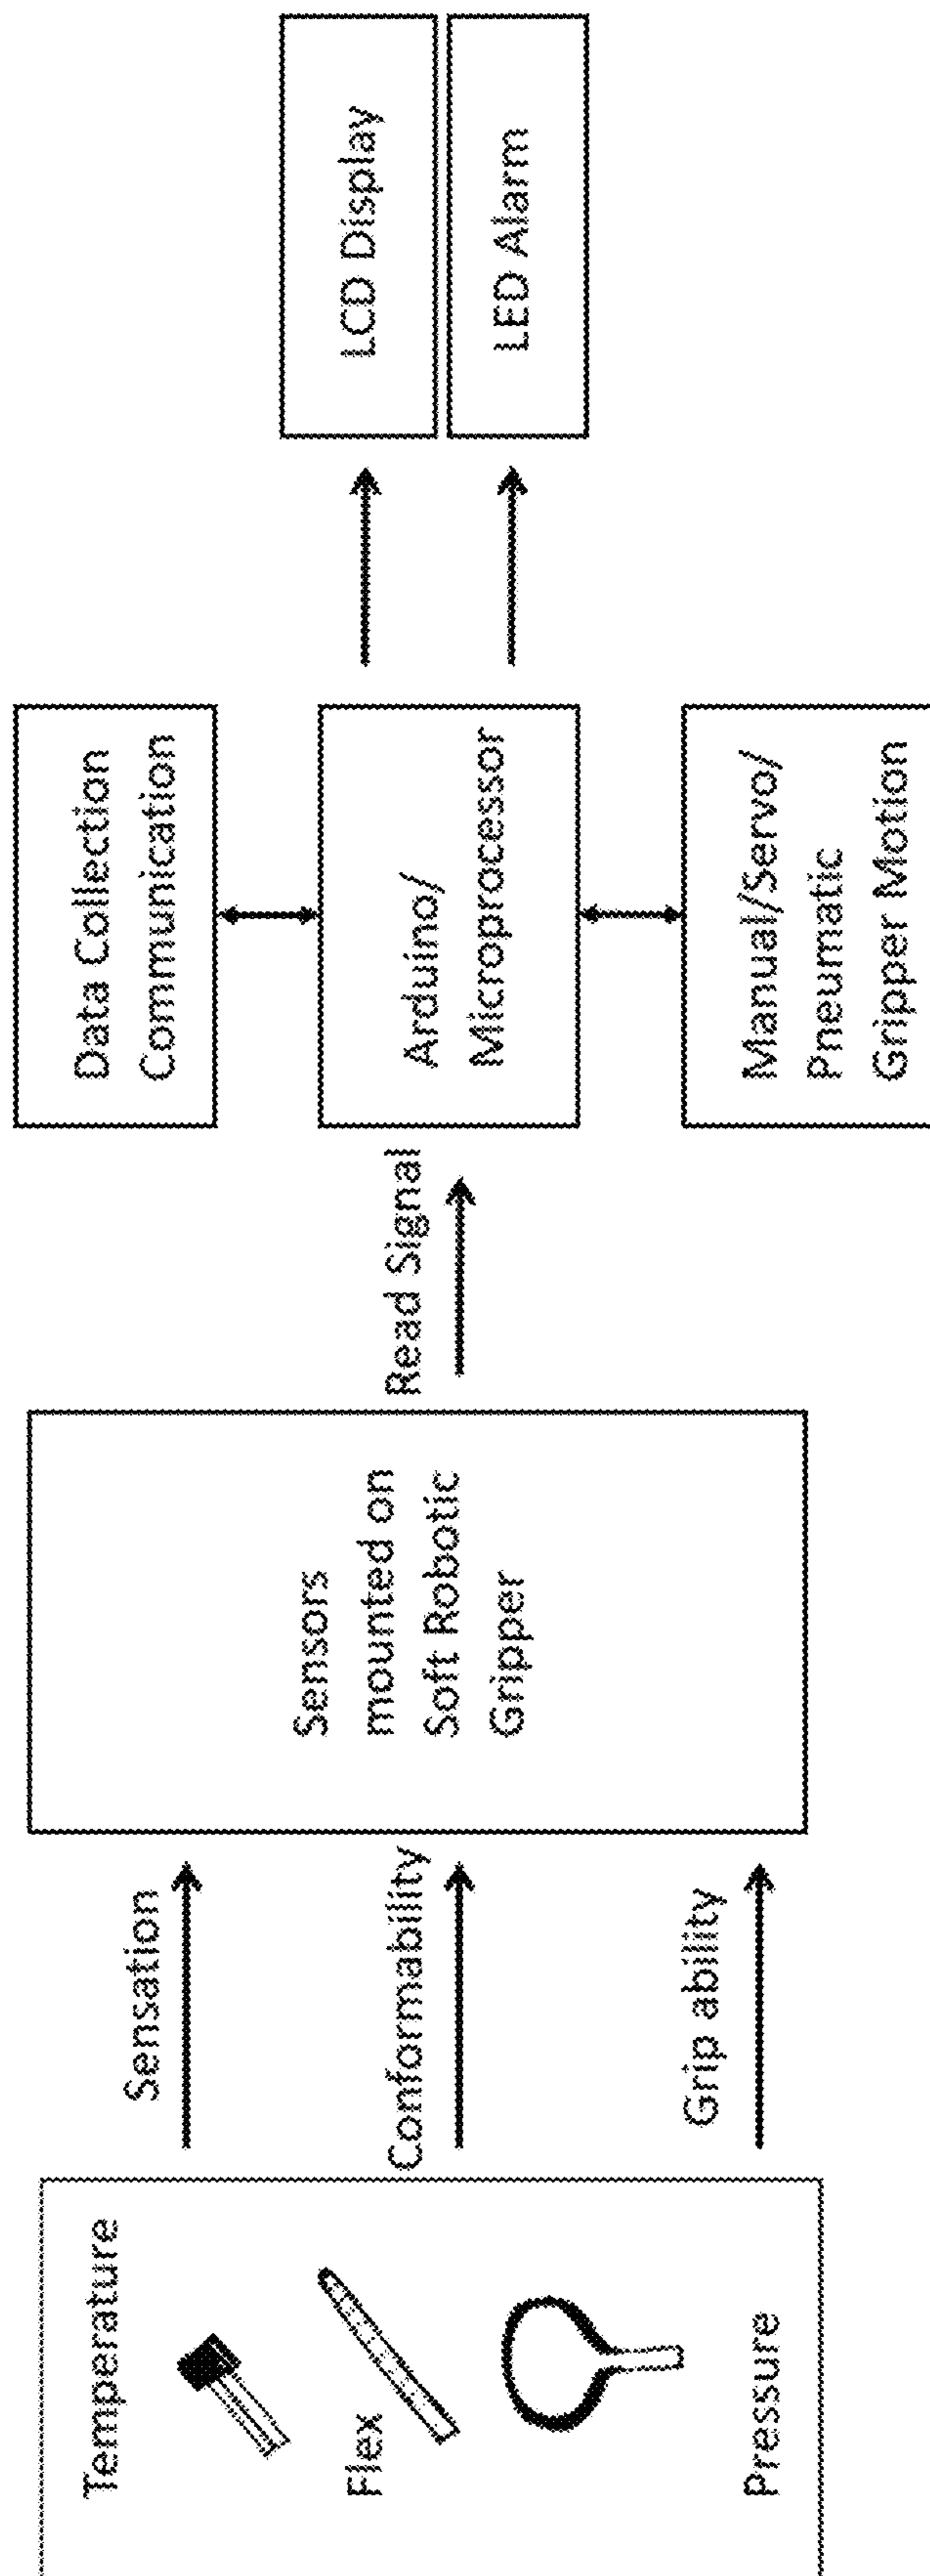 Temperature
Flex
Pressure
Sensation
Conformability
Grip ability
Sensors
mounted on
Soft Robotic
Gripper
Read Signal
Data Collection
Communication
Arduino/
Microprocessor
Manual/Servo/
Pneumatic
Gripper Motion
LCD Display
LED Alarm